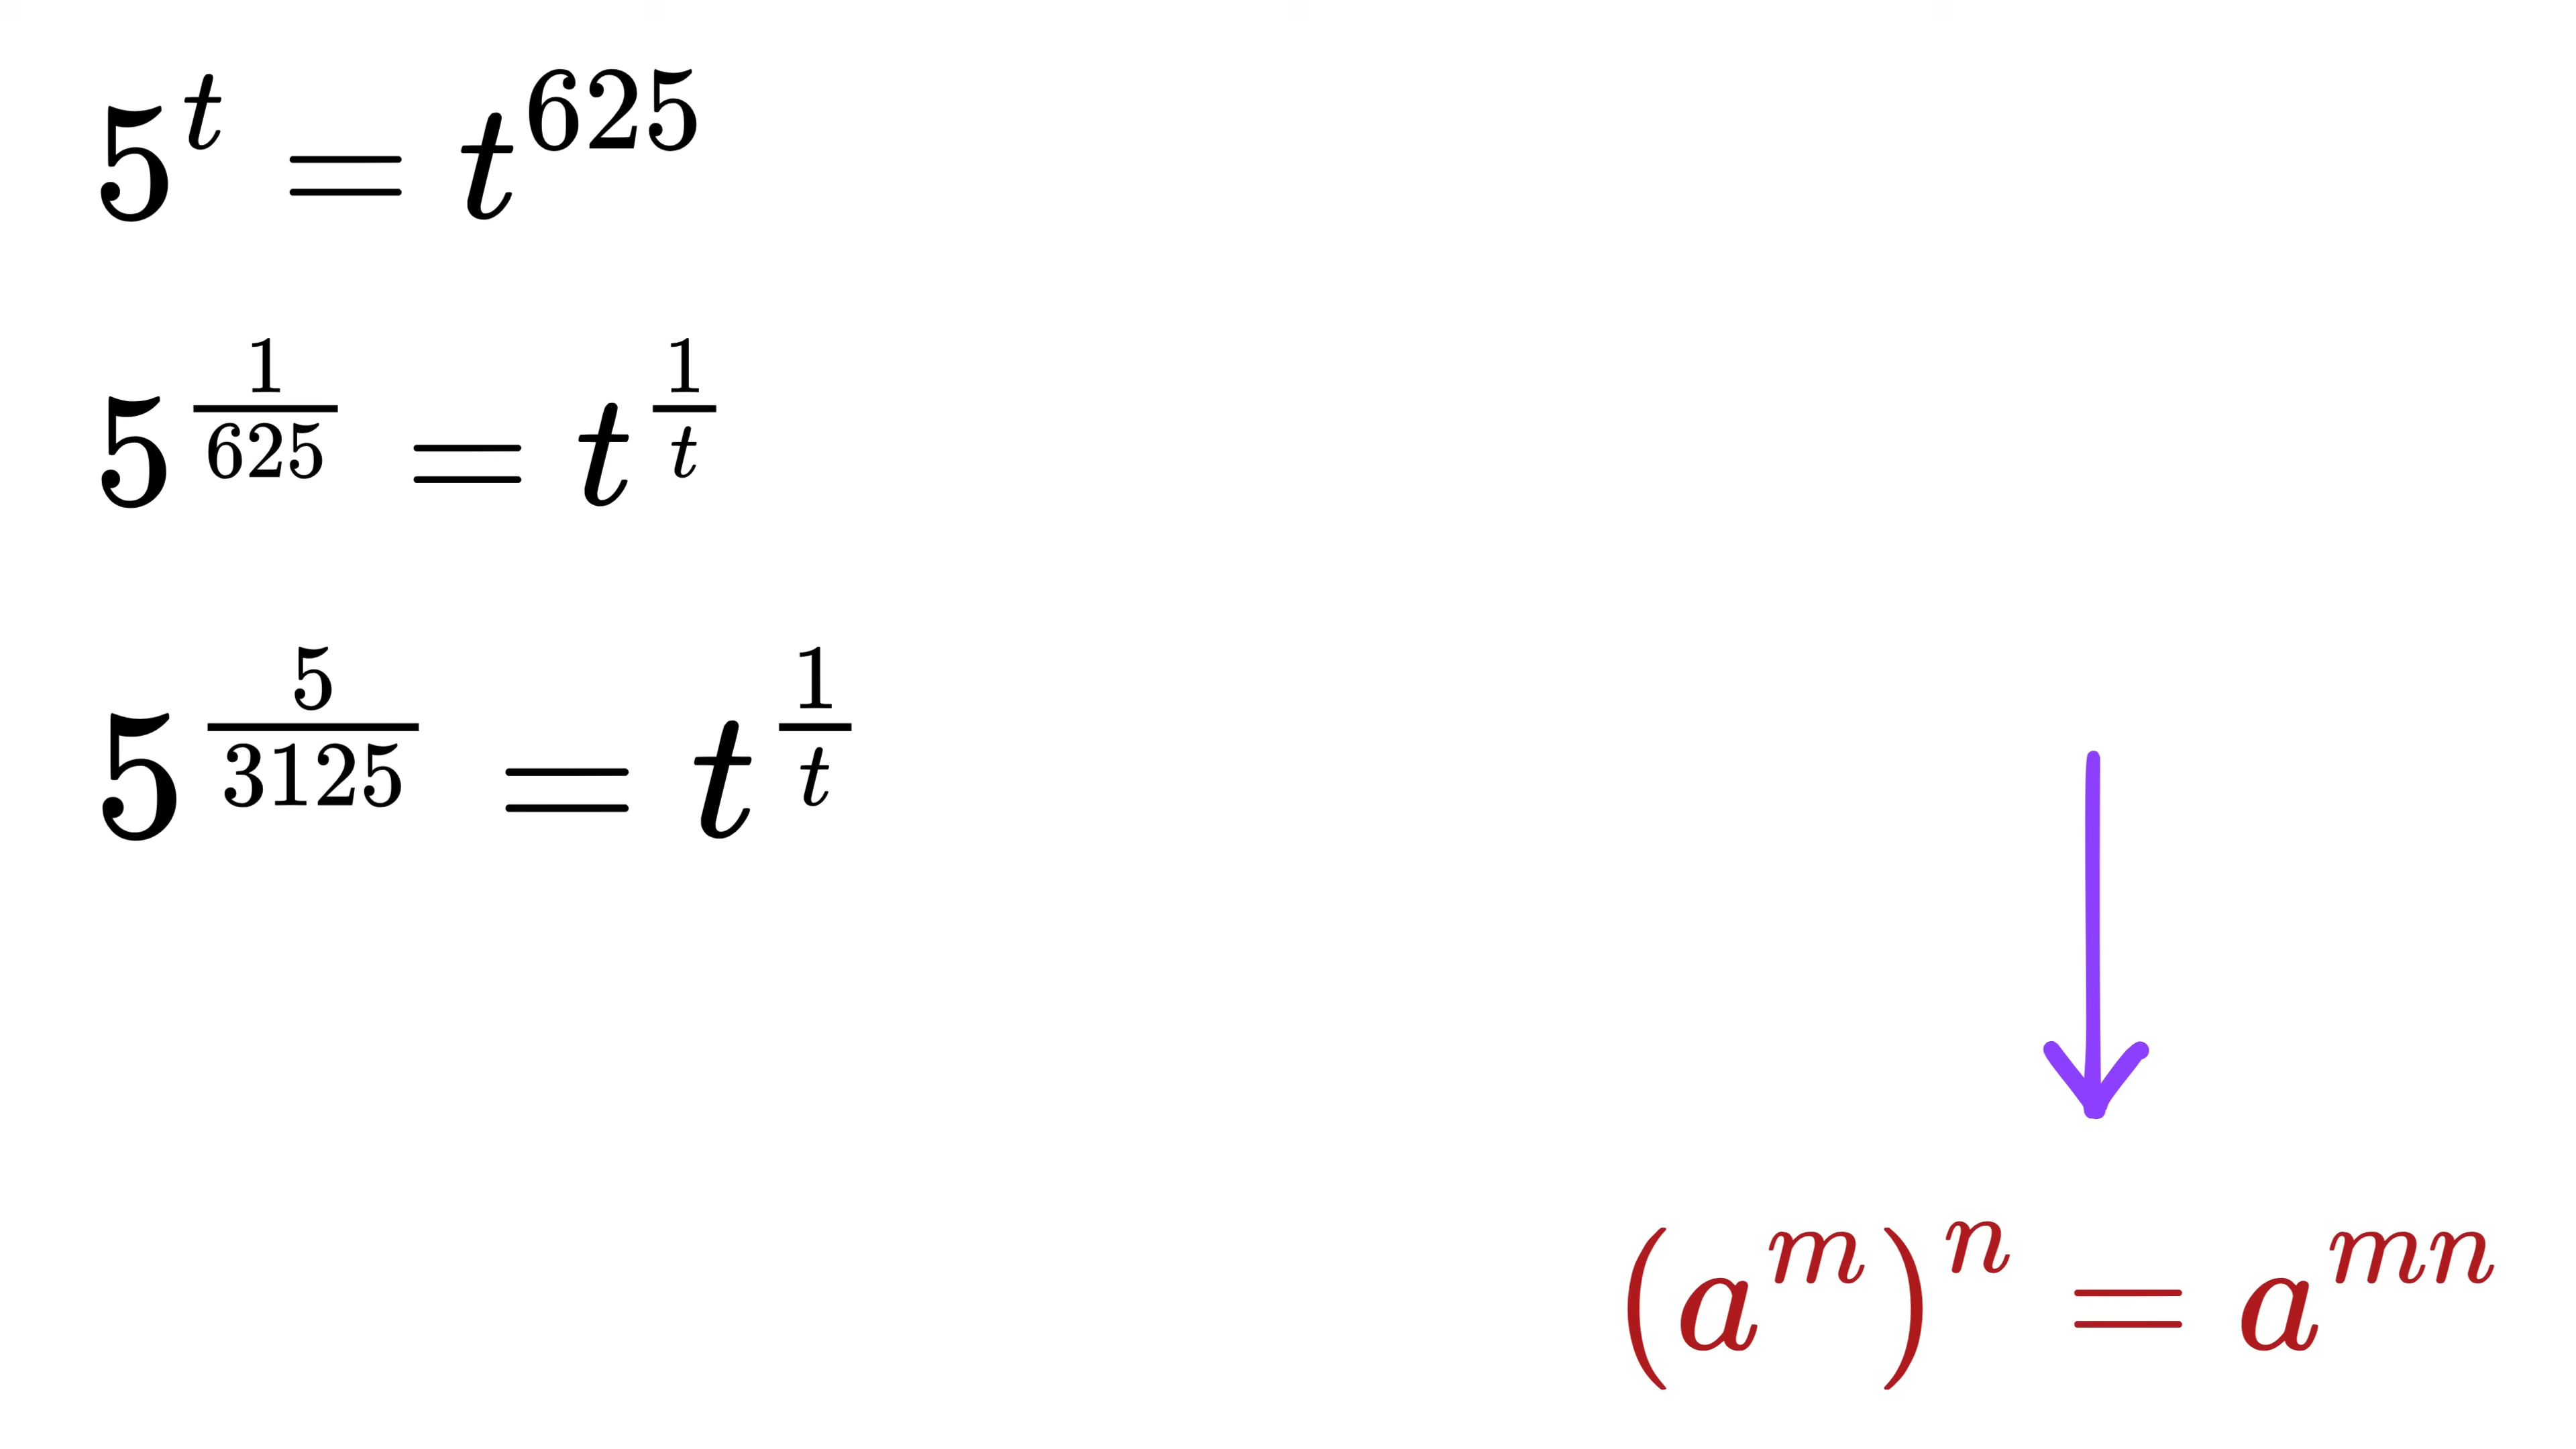 5^t = t^625
5^(1/625) = t^(1/t)
5^(5/3125) = t^(1/t)
(a^m)^n = a^mn